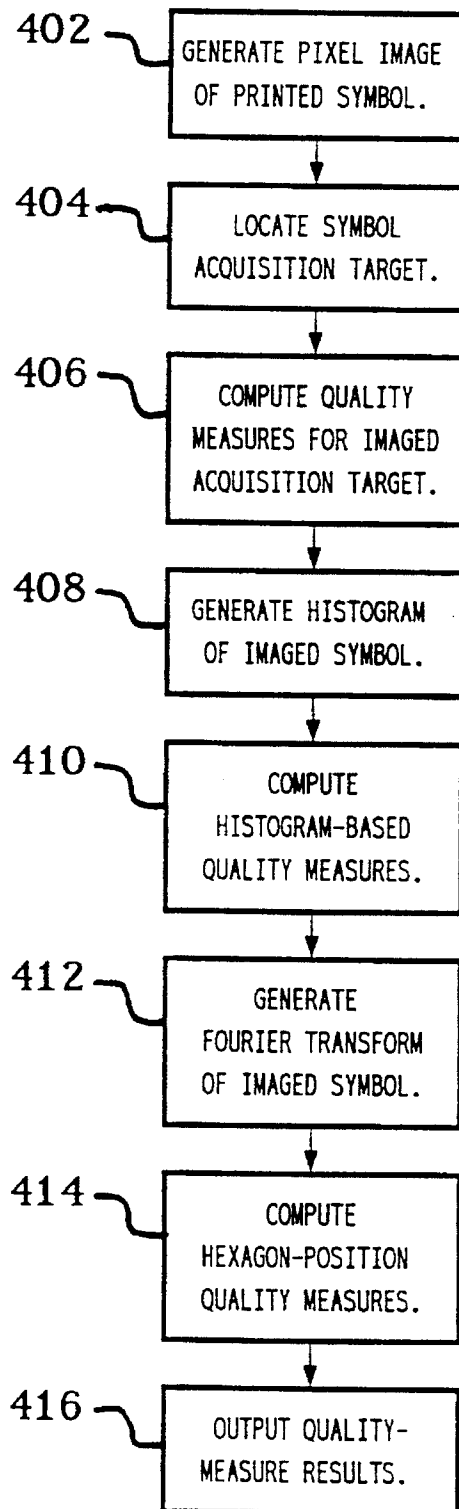 402
GENERATE PIXEL IMAGE
OF PRINTED SYMBOL.
404
LOCATE SYMBOL
ACQUISITION TARGET.
406
COMPUTE QUALITY
MEASURES FOR IMAGED
ACQUISITION TARGET.
408
GENERATE HISTOGRAM
OF IMAGED SYMBOL.
410
COMPUTE
HISTOGRAM-BASED
QUALITY MEASURES.
412
GENERATE
FOURIER TRANSFORM
OF IMAGED SYMBOL.
414
COMPUTE
HEXAGON-POSITION
QUALITY MEASURES.
416
OUTPUT QUALITY-
MEASURE RESULTS.